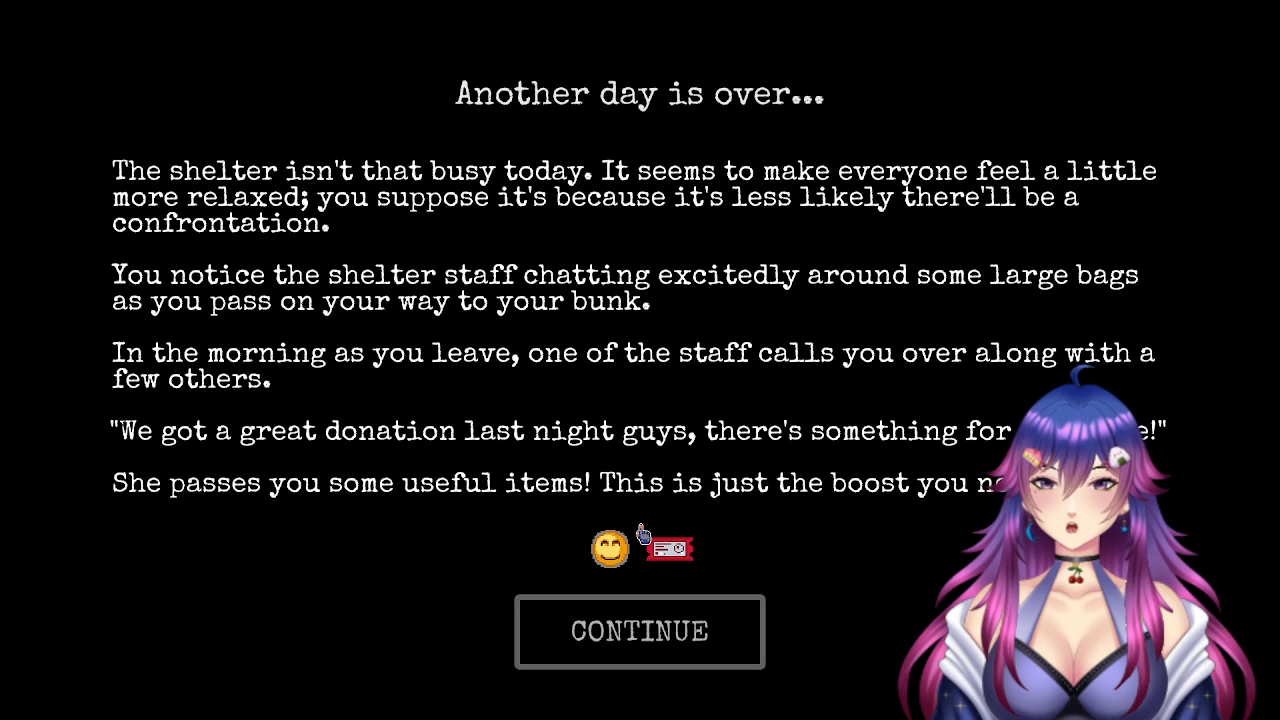 Another day is over...
The shelter isn't that busy today. It seems to make everyone feel a little
more relaxed; you suppose it's because it's less likely there'll be a
confrontation.
You notice the shelter staff chatting excitedly around some large bags
as you pass on your way to your bunk.
In the morning as you leave, one of the staff calls you over along with a
few others.
"We got a great donation last night guys, there's something for
She passes you some useful items! This is just the boost you
CONTINUE